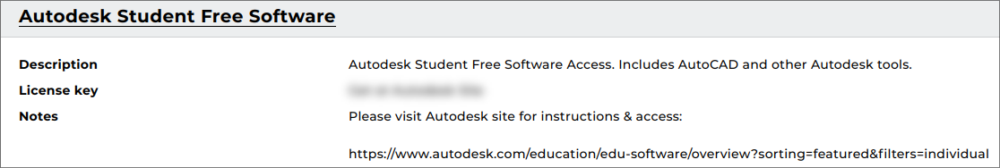 Autodesk Student Free Software
Description Autodesk Student Free Software Access. Includes AutoCAD and other Autodesk tools.
License key
Notes Please visit Autodesk site for instructions & access:
https://www.autodesk.com/education/edu-software/overview?sorting=featured&filters=individual